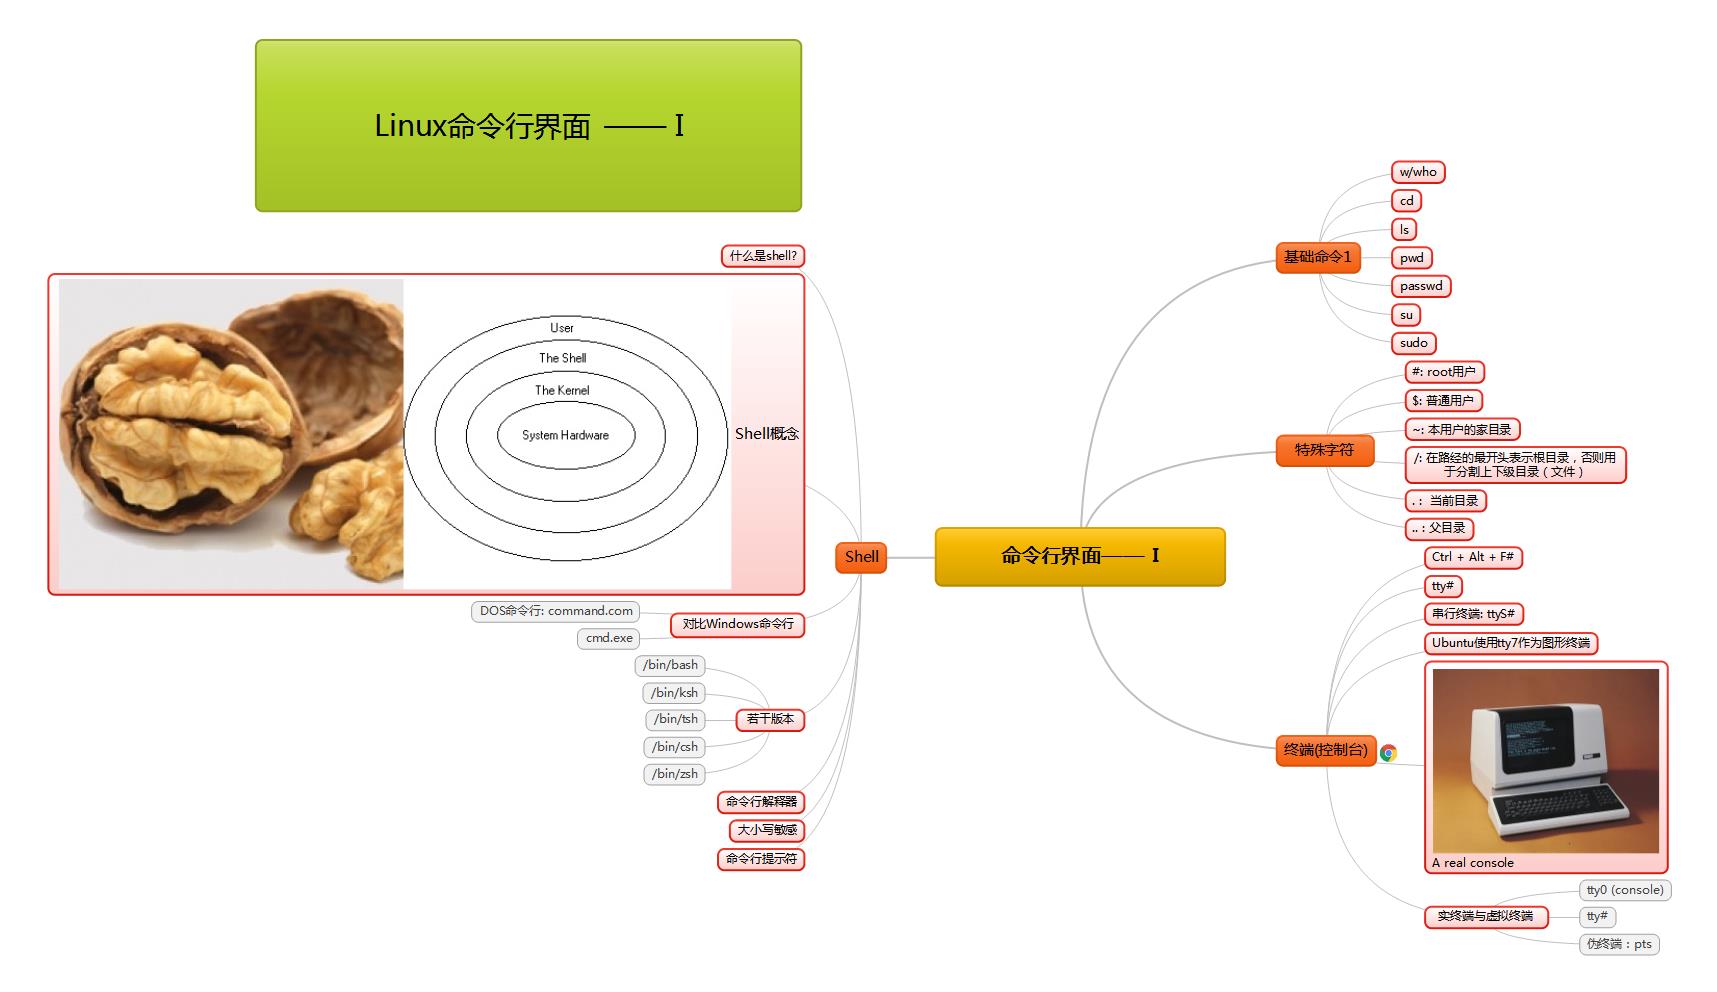 Linux命令行界面 —— I
命令行界面—— I
Shell
什么是shell?
Shell概念
User
The Shell
The Kernel
System Hardware
对比Windows命令行
DOS命令行: command.com
cmd.exe
若干版本
/bin/bash
/bin/ksh
/bin/tsh
/bin/csh
/bin/zsh
命令行解释器
大小写敏感
命令行提示符
基础命令1
w/who
cd
ls
pwd
passwd
su
sudo
特殊字符
#: root用户
$: 普通用户
~: 本用户的家目录
/: 在路经的最开头表示根目录，否则用
于分割上下级目录（文件）
. : 当前目录
.. : 父目录
终端(控制台)
Ctrl + Alt + F#
tty#
串行终端: ttyS#
Ubuntu使用tty7作为图形终端
A real console
实终端与虚拟终端
tty0 (console)
tty#
伪终端：pts